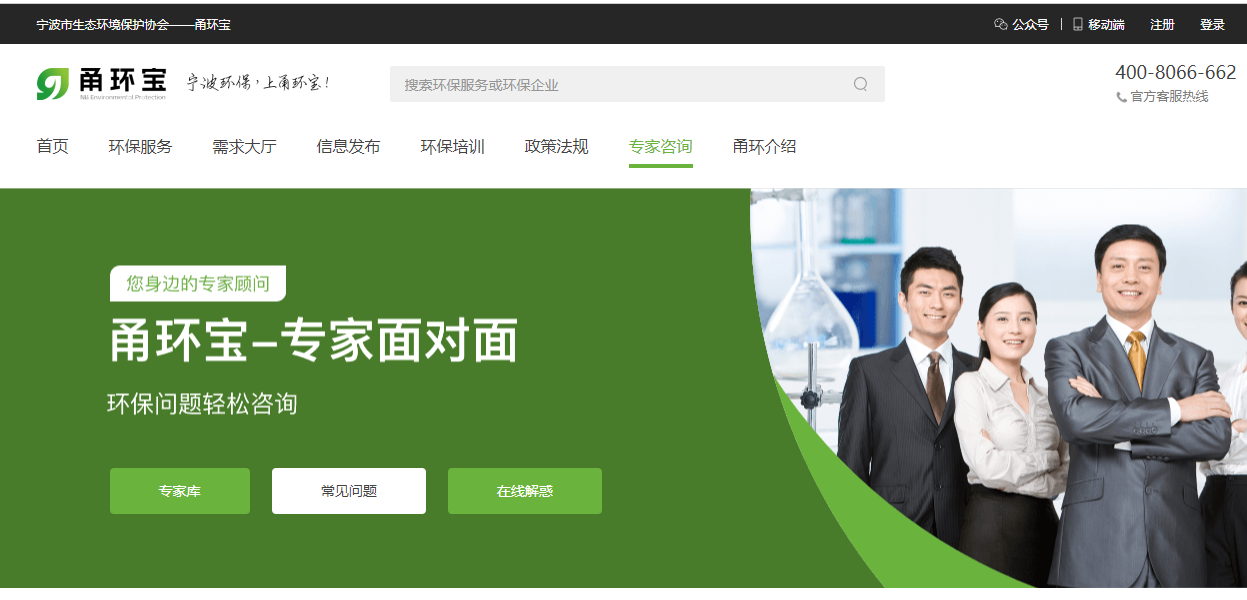 宁波市生态环境保护协会——甬环宝
公众号 | 移动端 注册 登录
甬环宝 宁波环保,上甬环宝!
NB Environmental Protection
搜索环保服务或环保企业
400-8066-662
官方客服热线
首页 环保服务 需求大厅 信息发布 环保培训 政策法规 专家咨询 甬环介绍
您身边的专家顾问
甬环宝–专家面对面
环保问题轻松咨询
专家库 常见问题 在线解惑